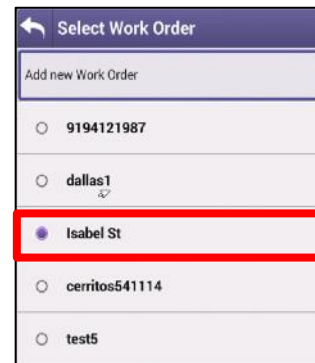 Select Work Order
Add new Work Order
9194121987
dallas1
Isabel St
cerritos541114
test5